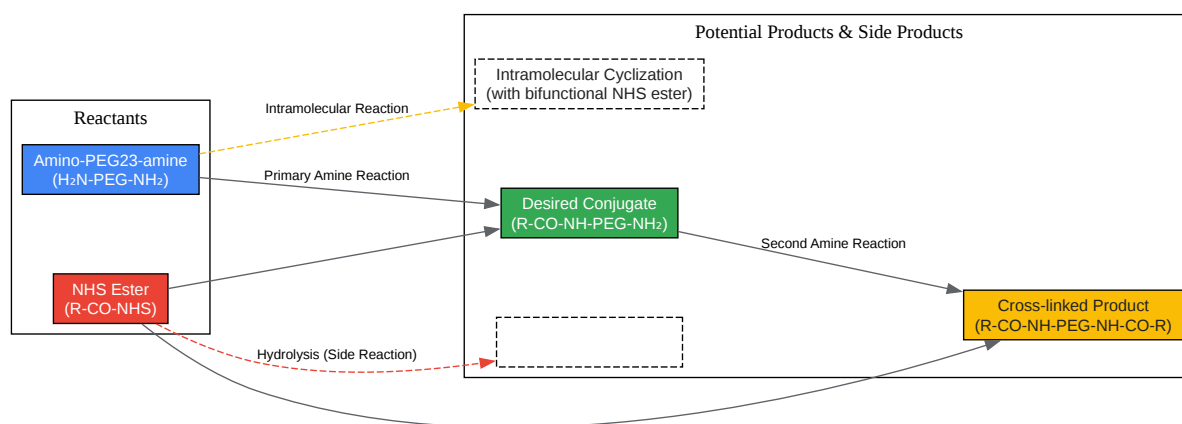 Potential Products & Side Products
Intramolecular Cyclization
(with bifunctional NHS ester)
Reactants
Intramolecular Reaction
Amino-PEG23-amine
(H₂N-PEG-NH₂)
Primary Amine Reaction
Desired Conjugate
(R-CO-NH-PEG-NH₂)
Second Amine Reaction
NHS Ester
(R-CO-NHS)
Cross-linked Product
(R-CO-NH-PEG-NH-CO-R)
Hydrolysis (Side Reaction)